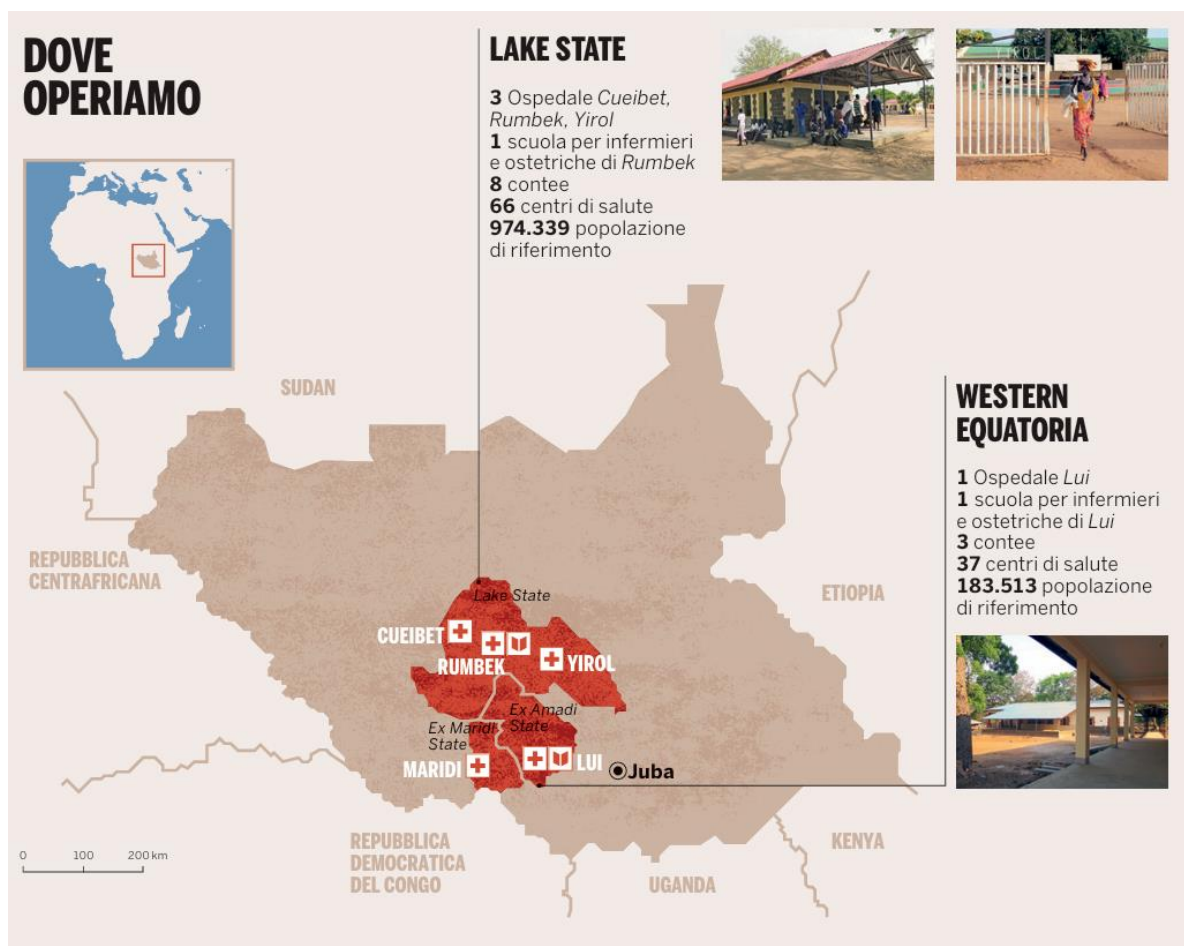 DOVE
OPERIAMO
LAKE STATE
3 Ospedale Cueibet,
Rumbek, Yirol
1 scuola per infermieri
e ostetriche di Rumbek
8 contee
66 centri di salute
974.339 popolazione
di riferimento
YIROL
SUDAN
WESTERN
EQUATORIA
1 Ospedale Lui
1 scuola per infermieri
e ostetriche di Lui
3 contee
37 centri di salute
183.513 popolazione
di riferimento
REPUBBLICA
CENTRAFRICANA
ETIOPIA
Lake State
CUEIBET
RUMBEK
YIROL
Ex Amadi
State
Ex Maridi
State
MARIDI
LUI
Juba
REPUBBLICA
DEMOCRATICA
DEL CONGO
UGANDA
KENYA
0 100 200 km